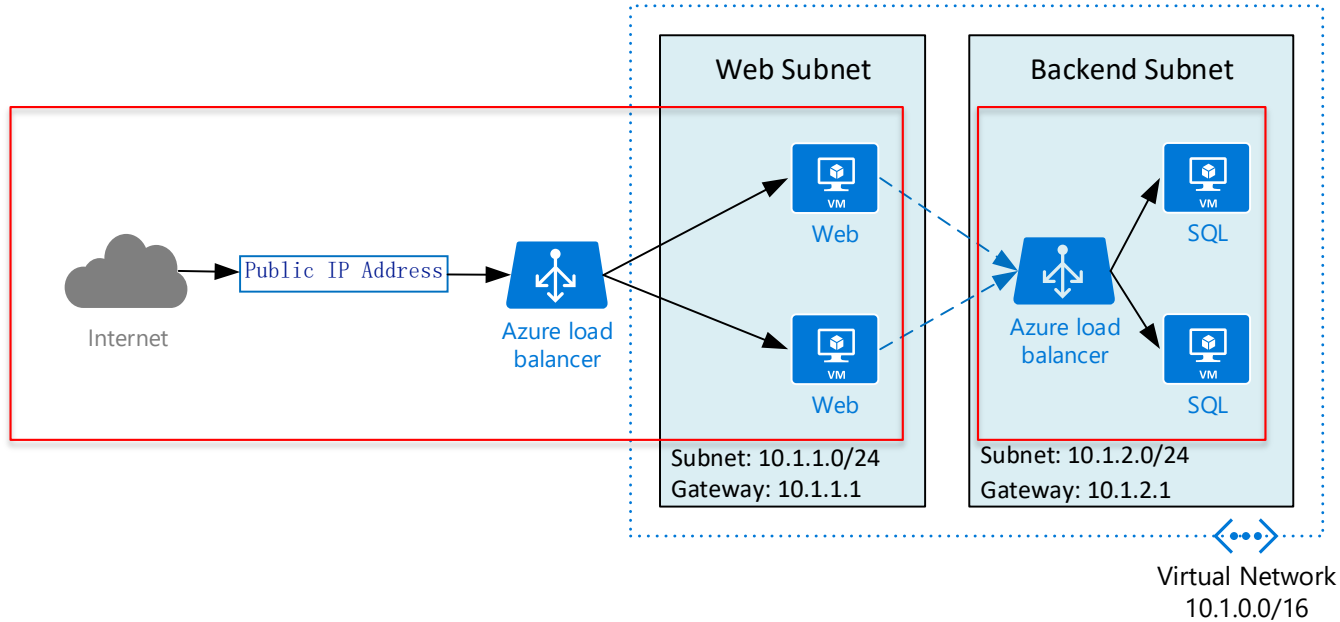 Web Subnet
Backend Subnet
VM
Web
VM
SQL
Public IP Address
Internet
Azure load
balancer
Azure load
balancer
VM
Web
VM
SQL
Subnet: 10.1.1.0/24
Gateway: 10.1.1.1
Subnet: 10.1.2.0/24
Gateway: 10.1.2.1
Virtual Network
10.1.0.0/16